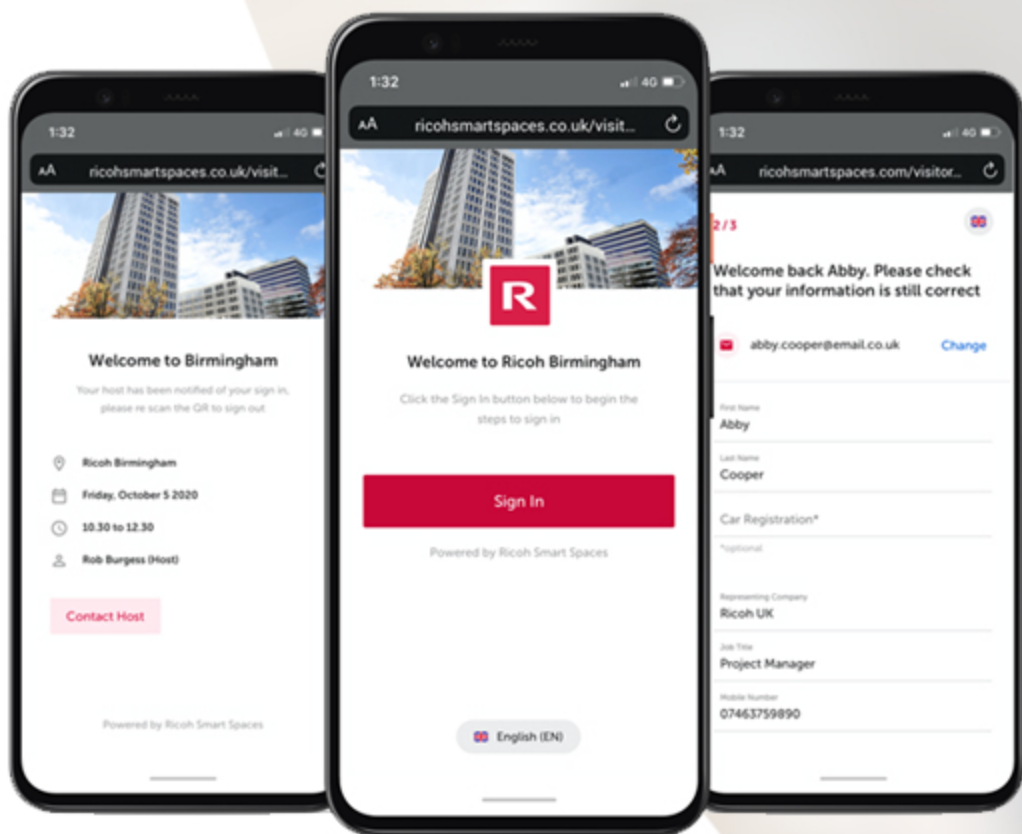 1:32
4G
AA ricohsmartspaces.co.uk/visit...
Welcome to Birmingham
Your host has been notified of your sign in,
please re scan the QR to sign out
Ricoh Birmingham
Friday, October 5 2020
10.30 to 12.30
Rob Burgess (Host)
Contact Host
Powered by Ricoh Smart Spaces
1:32
4G
AA ricohsmartspaces.co.uk/visit...
R
Welcome to Ricoh Birmingham
Click the Sign In button below to begin the
steps to sign in
Sign In
Powered by Ricoh Smart Spaces
English (EN)
1:32
4G
AA ricohsmartspaces.com/visitor...
2/3
Welcome back Abby. Please check
that your information is still correct
abby.cooper@email.co.uk Change
First Name
Abby
Last Name
Cooper
Car Registration*
*optional
Representing Company
Ricoh UK
Job Title
Project Manager
Mobile Number
07463759890